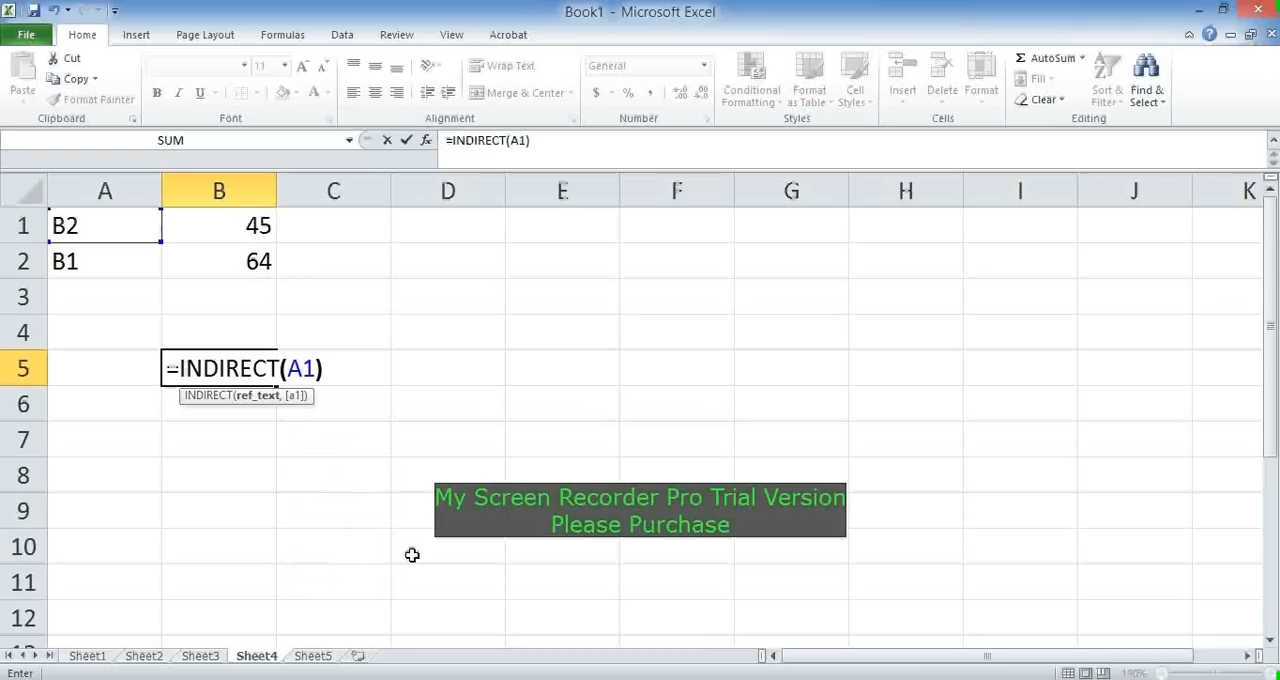 Book1 - Microsoft Excel
File Home Insert Page Layout Formulas Data Review View Acrobat
Paste
Cut
Copy
Format Painter
Clipboard
11
B I U A
Font
Wrap Text
Merge & Center
Alignment
General
$ % ,
Number
Conditional Formatting
Format as Table
Cell Styles
Styles
Insert Delete Format
Cells
Σ AutoSum
Fill
Clear
Sort & Filter
Find & Select
Editing
SUM fx =INDIRECT(A1)
A B C D E F G H I J K
1 B2 45
2 B1 64
3
4
5 =INDIRECT(A1)
INDIRECT(ref_text, [a1])
6
7
8
My Screen Recorder Pro Trial Version
9
Please Purchase
10
11
12
Sheet1 Sheet2 Sheet3 Sheet4 Sheet5
Enter 190%